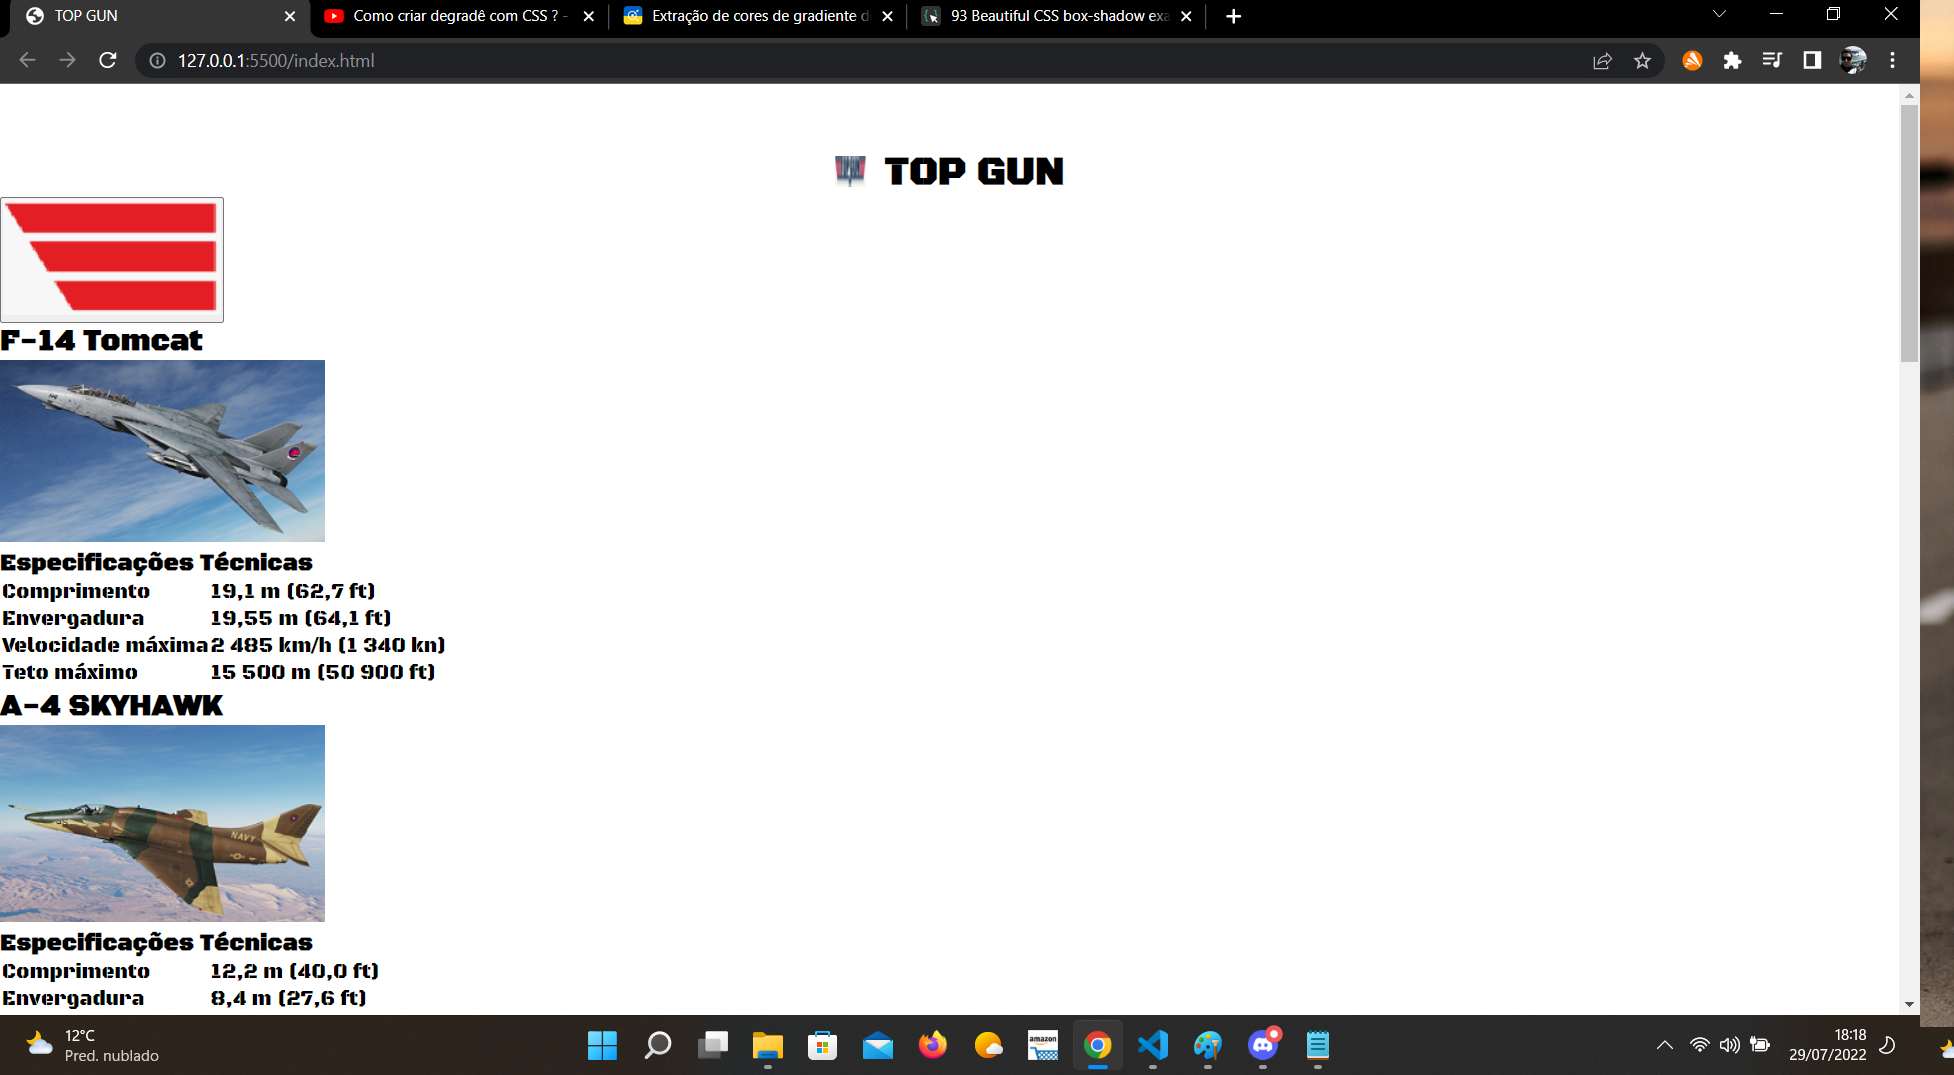 TOP GUN
Como criar degradê com CSS ? -
Extração de cores de gradiente d
93 Beautiful CSS box-shadow exa
127.0.0.1:5500/index.html
TOP GUN
F-14 Tomcat
Especificações Técnicas
Comprimento 19,1 m (62,7 ft)
Envergadura 19,55 m (64,1 ft)
Velocidade máxima 2 485 km/h (1 340 kn)
Teto máximo 15 500 m (50 900 ft)
A-4 SKYHAWK
NAVY
Especificações Técnicas
Comprimento 12,2 m (40,0 ft)
Envergadura 8,4 m (27,6 ft)
12°C
Pred. nublado
amazon
18:18
29/07/2022